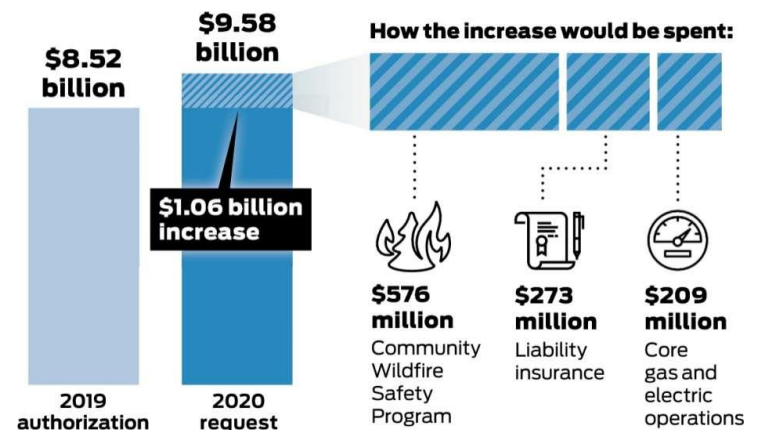 $8.52
billion
$9.58
billion
$1.06 billion
increase
2019
authorization
2020
request
How the increase would be spent:
$576
million
Community
Wildfire
Safety
Program
$273
million
Liability
insurance
$209
million
Core
gas and
electric
operations